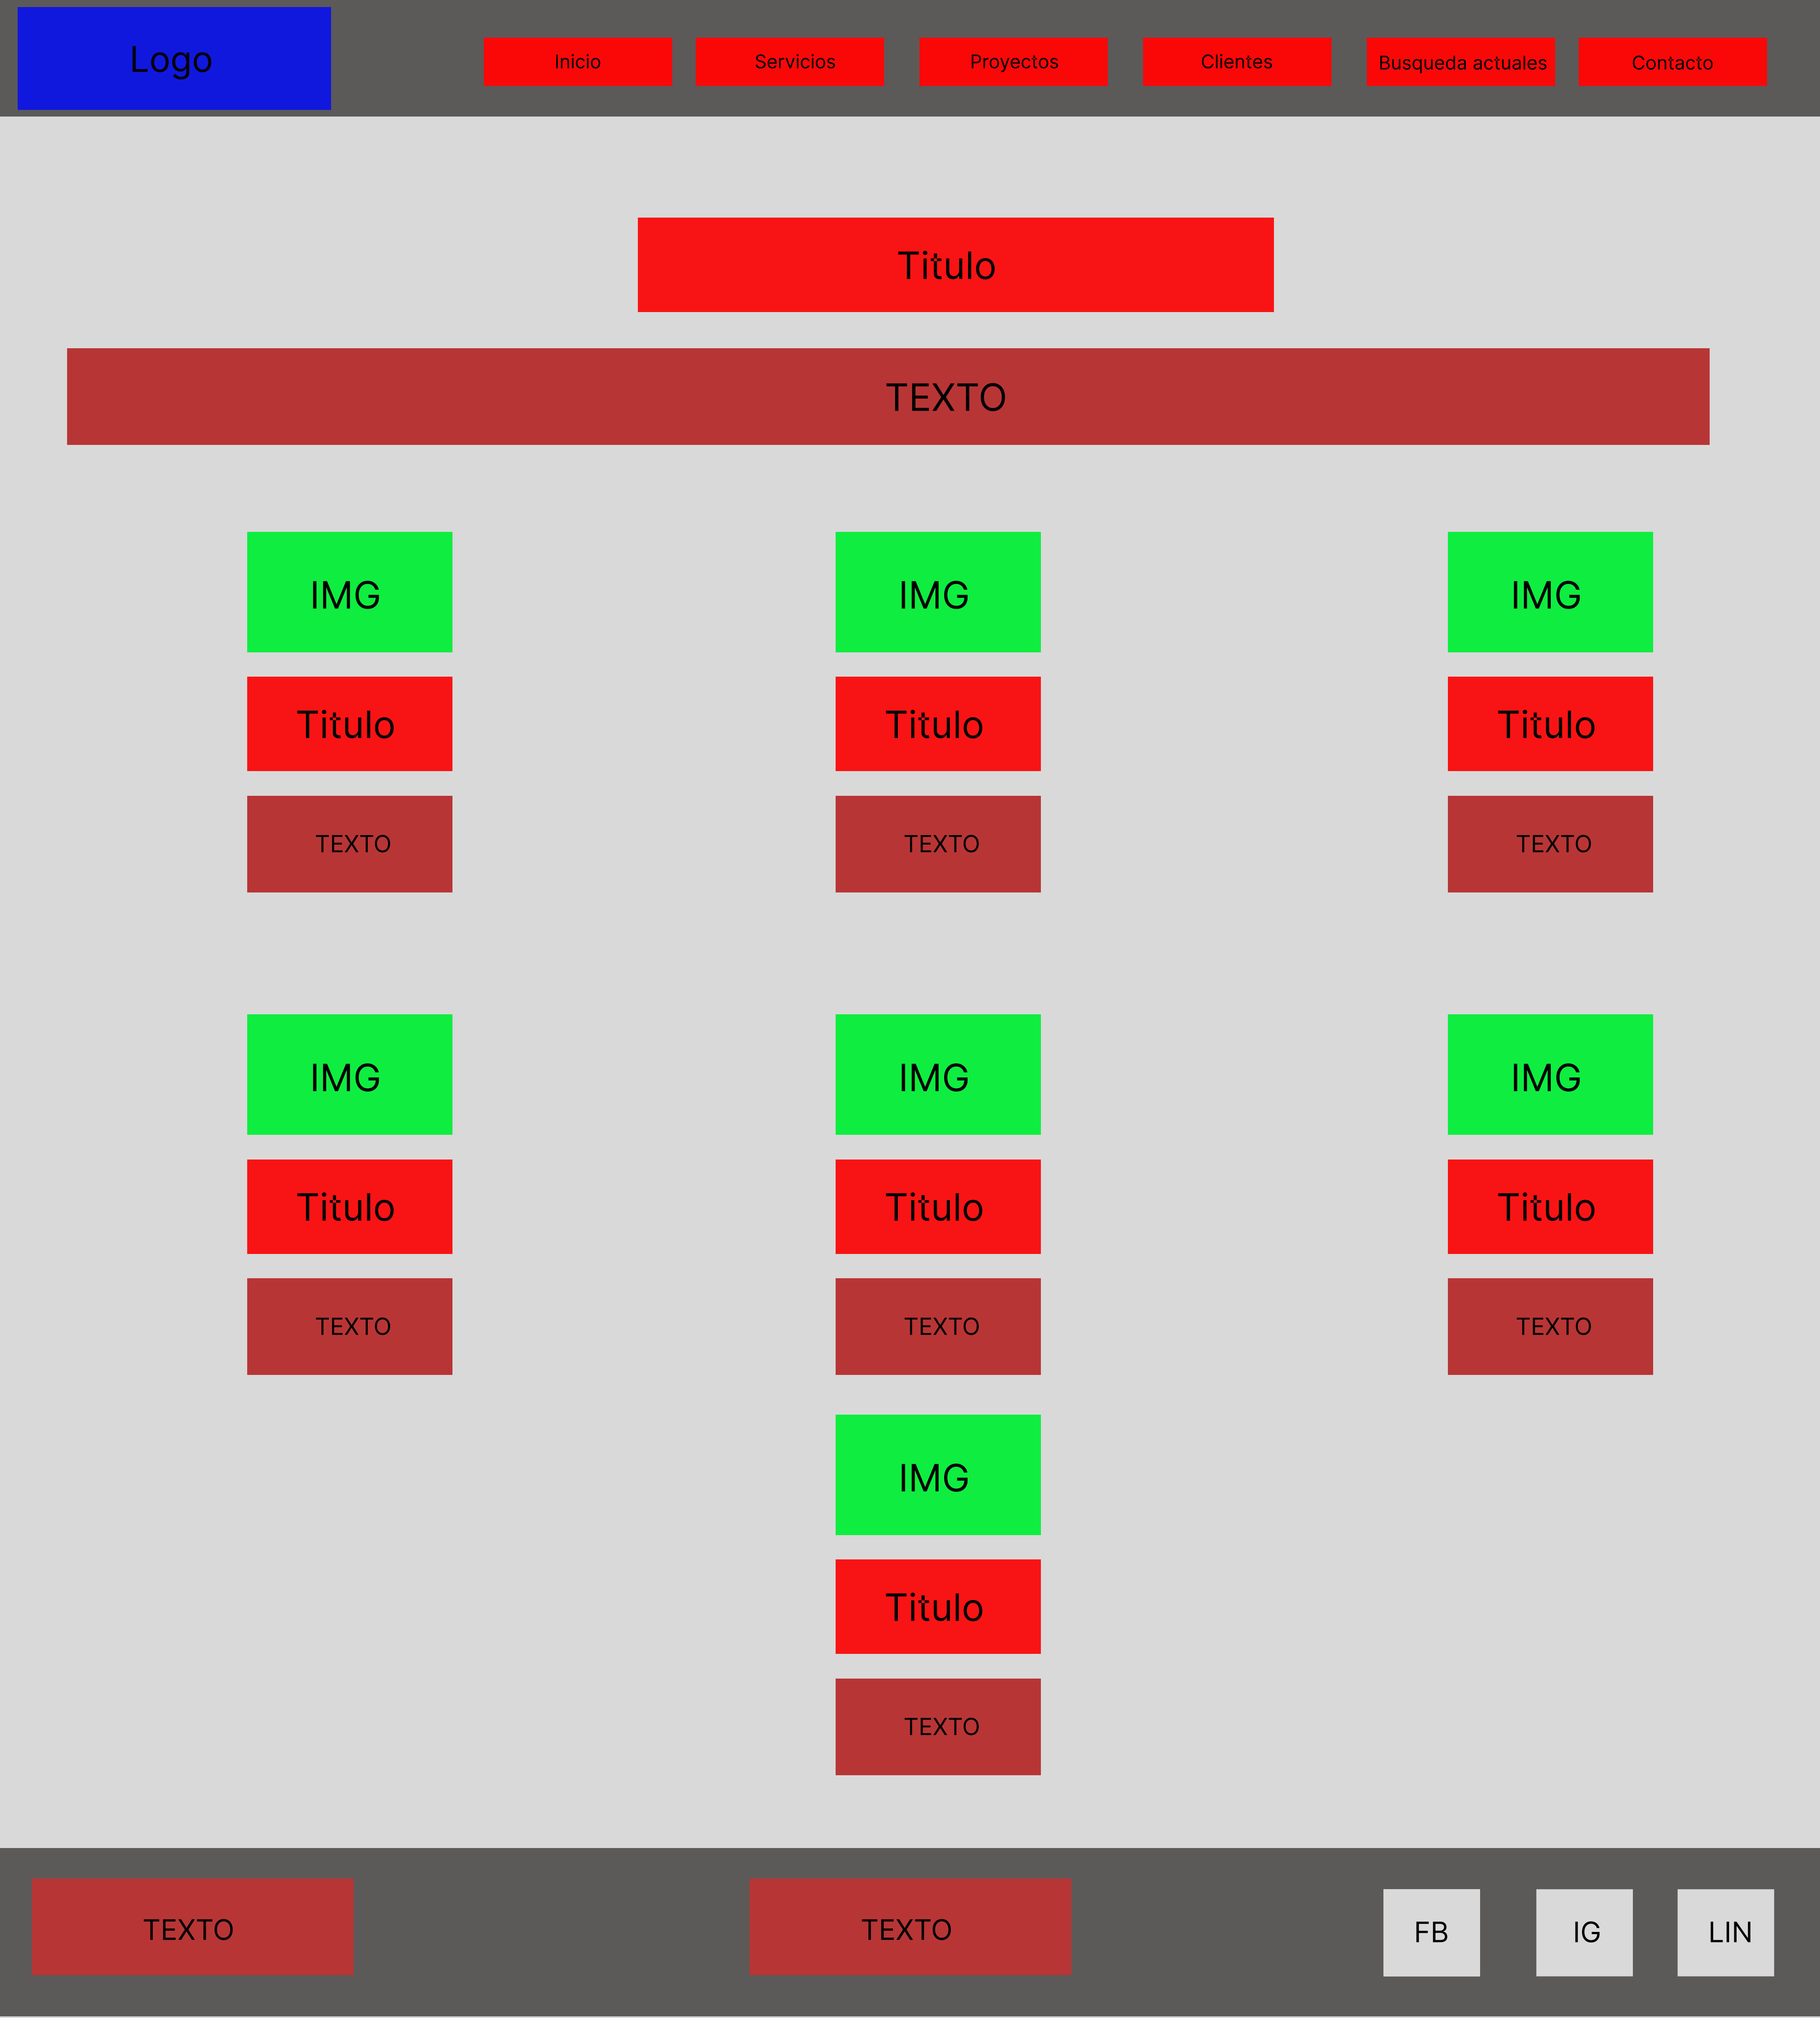 Logo
Inicio
Servicios
Proyectos
Clientes
Busqueda actuales
Contacto
Titulo
TEXTO
IMG
IMG
IMG
Titulo
Titulo
Titulo
TEXTO
TEXTO
TEXTO
IMG
IMG
IMG
Titulo
Titulo
Titulo
TEXTO
TEXTO
TEXTO
IMG
Titulo
TEXTO
TEXTO
TEXTO
FB
IG
LIN